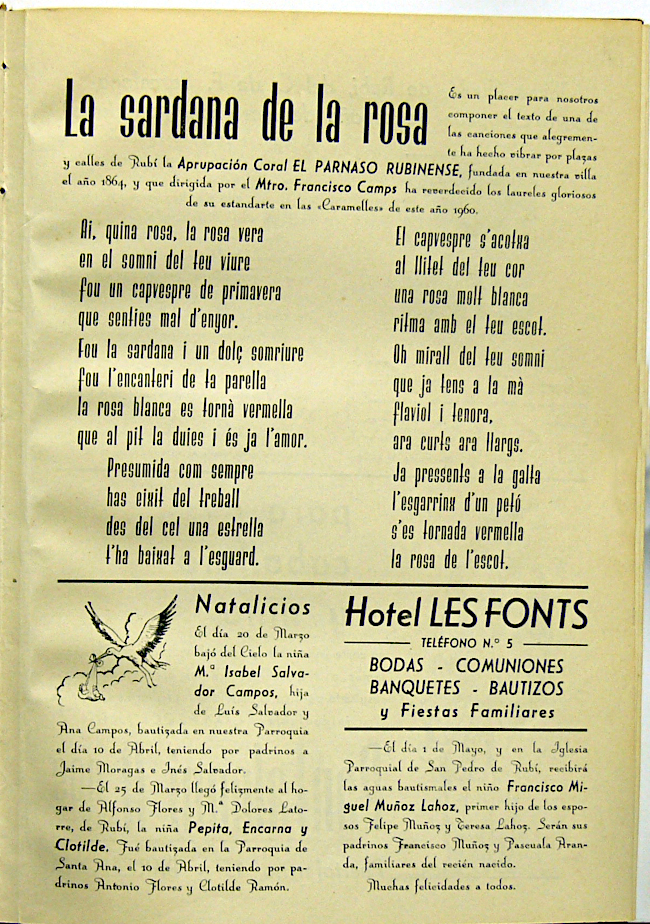 La sardana de la rosa
Es un placer para nosotros
componer el texto de una de
las canciones que alegremen-
te ha hecho vibrar por plazas
y calles de Rubí la Aprupación Coral EL PARNASO RUBINENSE, fundada en nuestra villa
el año 1864, y que dirigida por el Mtro. Francisco Camps ha reverdecido los laureles gloriosos
de su estandarte en las «Caramelles» de este año 1960.
Ai, quina rosa, la rosa vera
en el somni del teu viure
fou un capvespre de primavera
que senties mal d'enyor.
Fou la sardana i un dolç somriure
fou l'encanteri de ta parella
la rosa blanca es tornà vermella
que al pit la duies i és ja l'amor.
Presumida com sempre
has eixit del treball
des del cel una estrella
t'ha baixat a l'esguard.
El capvespre s'acotxa
al llitet del teu cor
una rosa molt blanca
ritma amb el teu escot.
Oh mirall del teu somni
que ja tens a la mà
flaviol i tenora,
ara curts ara llargs.
Ja pressents a la galta
l'esgarrinx d'un petó
s'es tornada vermella
la rosa de l'escot.
Natalicios
El día 20 de Marzo
bajó del Cielo la niña
M.ª Isabel Salva-
dor Campos, hija
de Luís Salvador y
Ana Campos, bautizada en nuestra Parroquia
el día 10 de Abril, teniendo por padrinos a
Jaime Moragas e Inés Salvador.
—El 25 de Marzo llegó felizmente al ho-
gar de Alfonso Flores y M.ª Dolores Lato-
rre, de Rubí, la niña Pepita, Encarna y
Clotilde. Fué bautizada en la Parroquia de
Santa Ana, el 10 de Abril, teniendo por pa-
drinos Antonio Flores y Clotilde Ramón.
Hotel LES FONTS
TELÉFONO N.º 5
BODAS - COMUNIONES
BANQUETES - BAUTIZOS
y Fiestas Familiares
—El día 1 de Mayo, y en la Iglesia
Parroquial de San Pedro de Rubí, recibirá
las aguas bautismales el niño Francisco Mi-
guel Muñoz Lahoz, primer hijo de los espo-
sos Felipe Muñoz y Teresa Lahoz. Serán sus
padrinos Francisco Muñoz y Pascuala Aran-
da, familiares del recién nacido.
Muchas felicidades a todos.